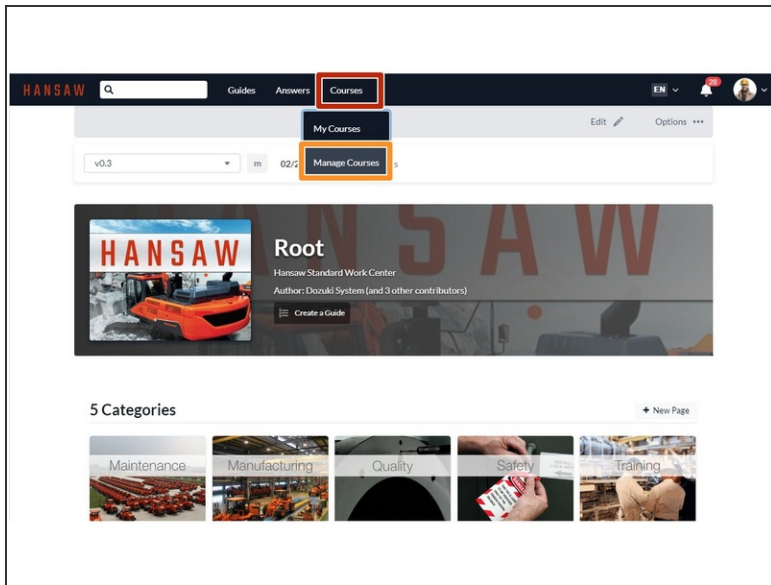 HANSAW
Guides Answers Courses
EN
28
My Courses
Edit
Options
v0.3
m 02/2
Manage Courses
s
HANSAW
HANSAW
Root
Hansaw Standard Work Center
Author: Dozuki System (and 3 other contributors)
Create a Guide
5 Categories
+ New Page
Maintenance
Manufacturing
Quality
Safety
Training